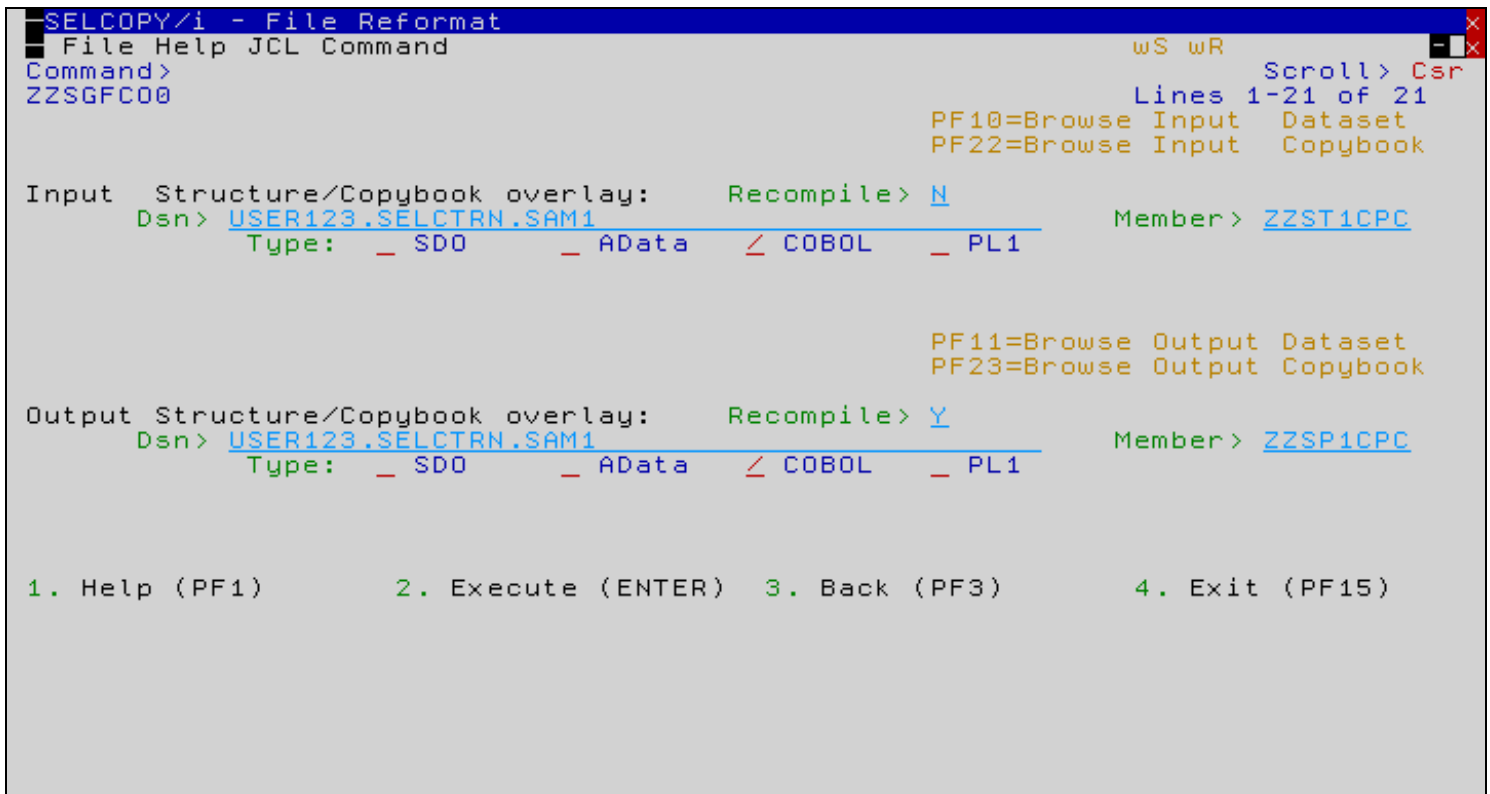 SELCOPY/i - File Reformat ×
File Help JCL Command wS wR - ×
Command> Scroll> Csr
ZZSGFCO0 Lines 1-21 of 21
PF10=Browse Input Dataset
PF22=Browse Input Copybook
Input Structure/Copybook overlay: Recompile> N
Dsn> USER123.SELCTRN.SAM1 Member> ZZST1CPC
Type: _ SDO _ AData / COBOL _ PL1
PF11=Browse Output Dataset
PF23=Browse Output Copybook
Output Structure/Copybook overlay: Recompile> Y
Dsn> USER123.SELCTRN.SAM1 Member> ZZSP1CPC
Type: _ SDO _ AData / COBOL _ PL1
1. Help (PF1) 2. Execute (ENTER) 3. Back (PF3) 4. Exit (PF15)